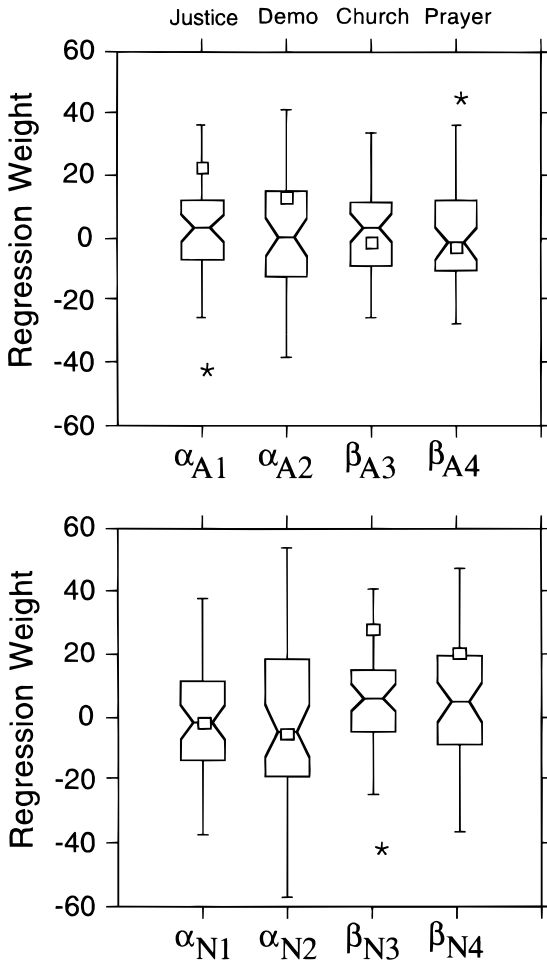 Justice Demo Church Prayer
60
40
20
0
-20
-40
-60
Regression Weight
αA1 αA2 βA3 βA4
60
40
20
0
-20
-40
-60
Regression Weight
αN1 αN2 βN3 βN4